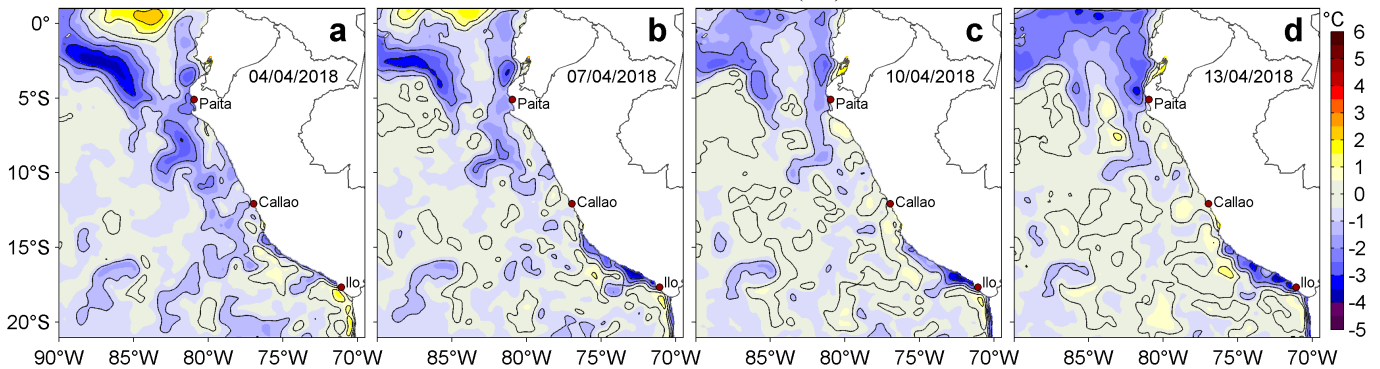 a
b
c
d
°C
04/04/2018
07/04/2018
10/04/2018
13/04/2018
Paita
Paita
Paita
Paita
Callao
Callao
Callao
Callao
Ilo
Ilo
Ilo
Ilo
0°
5°S
10°S
15°S
20°S
90°W
85°W
80°W
75°W
70°W
85°W
80°W
75°W
70°W
85°W
80°W
75°W
70°W
85°W
80°W
75°W
70°W
6
5
4
3
2
1
0
-1
-2
-3
-4
-5